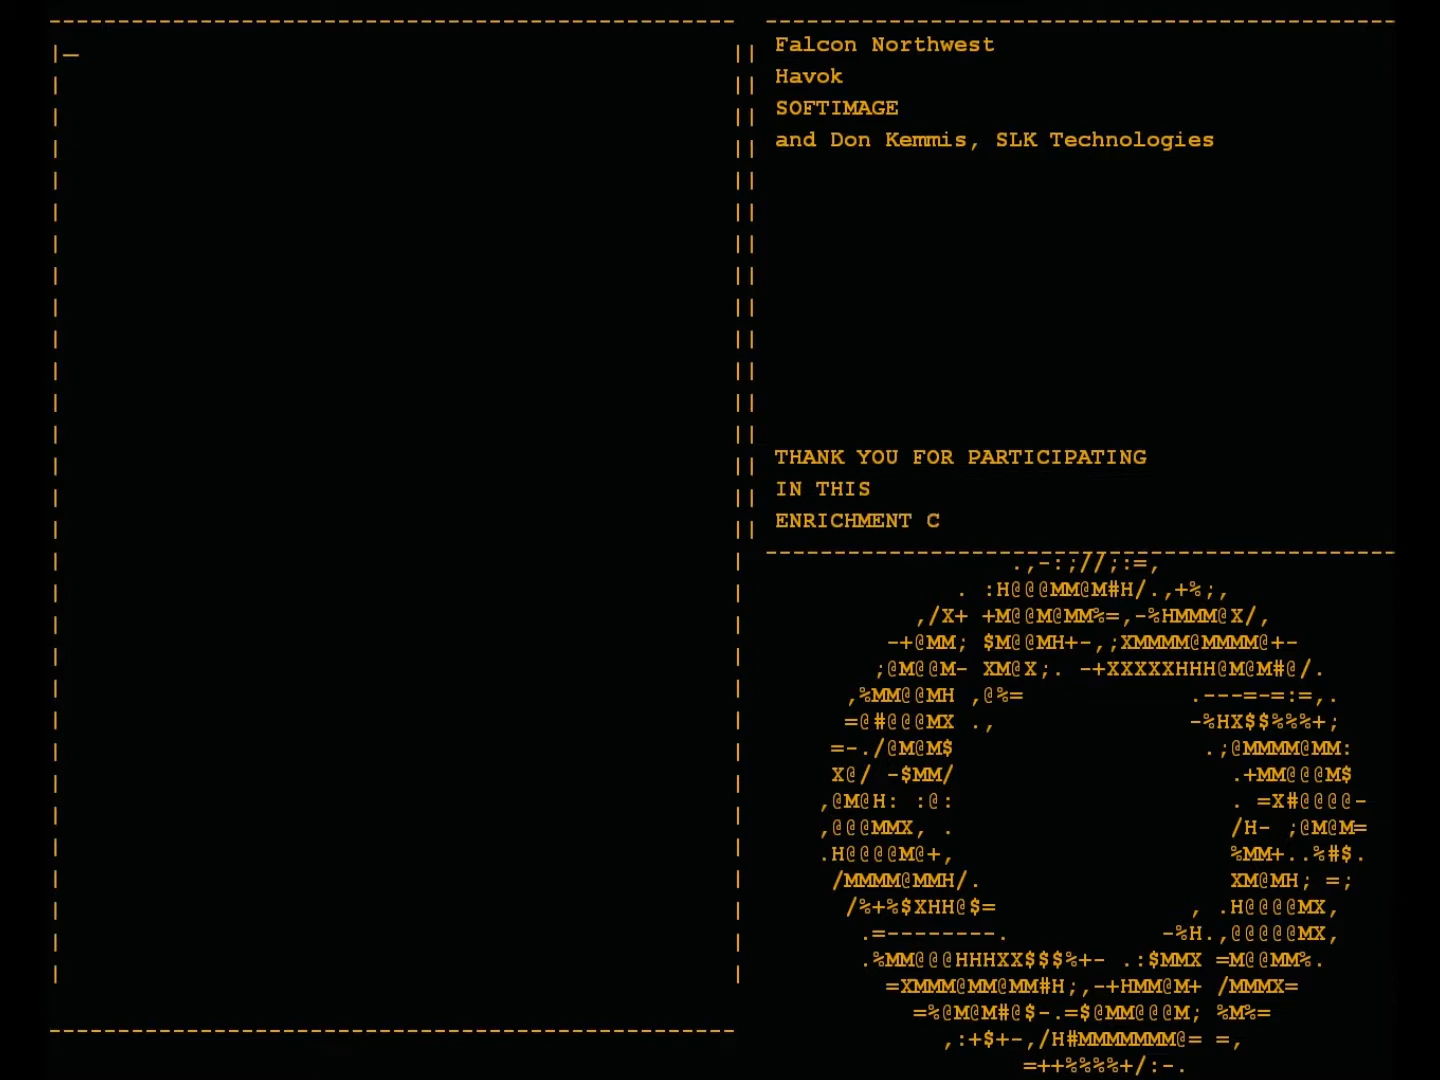 Falcon Northwest
Havok
SOFTIMAGE
and Don Kemmis, SLK Technologies
THANK YOU FOR PARTICIPATING
IN THIS
ENRICHMENT C